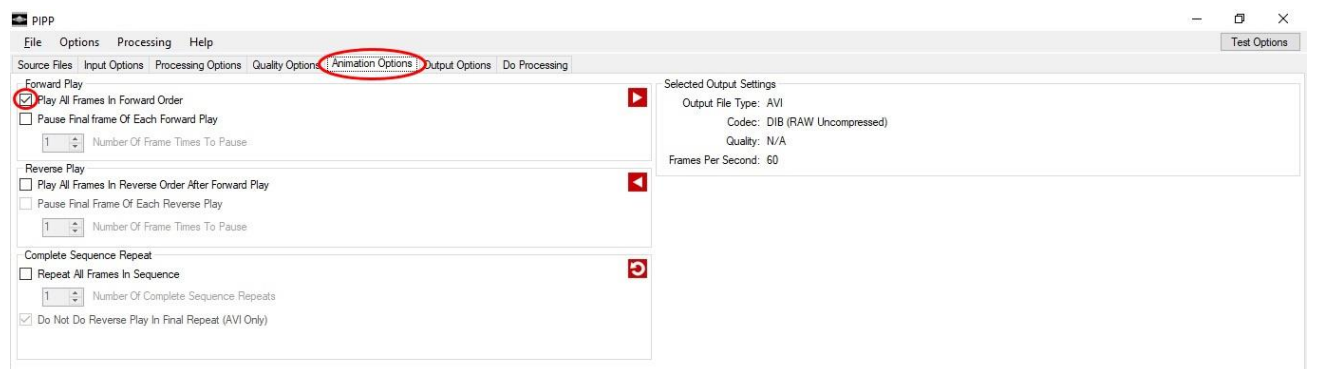 PIPP
File Options Processing Help
Test Options
Source Files Input Options Processing Options Quality Options Animation Options Output Options Do Processing
Forward Play
Play All Frames In Forward Order
Pause Final frame Of Each Forward Play
1 Number Of Frame Times To Pause
Reverse Play
Play All Frames In Reverse Order After Forward Play
Pause Final Frame Of Each Reverse Play
1 Number Of Frame Times To Pause
Complete Sequence Repeat
Repeat All Frames In Sequence
1 Number Of Complete Sequence Repeats
Do Not Do Reverse Play In Final Repeat (AVI Only)
Selected Output Settings
Output File Type: AVI
Codec: DIB (RAW Uncompressed)
Quality: N/A
Frames Per Second: 60